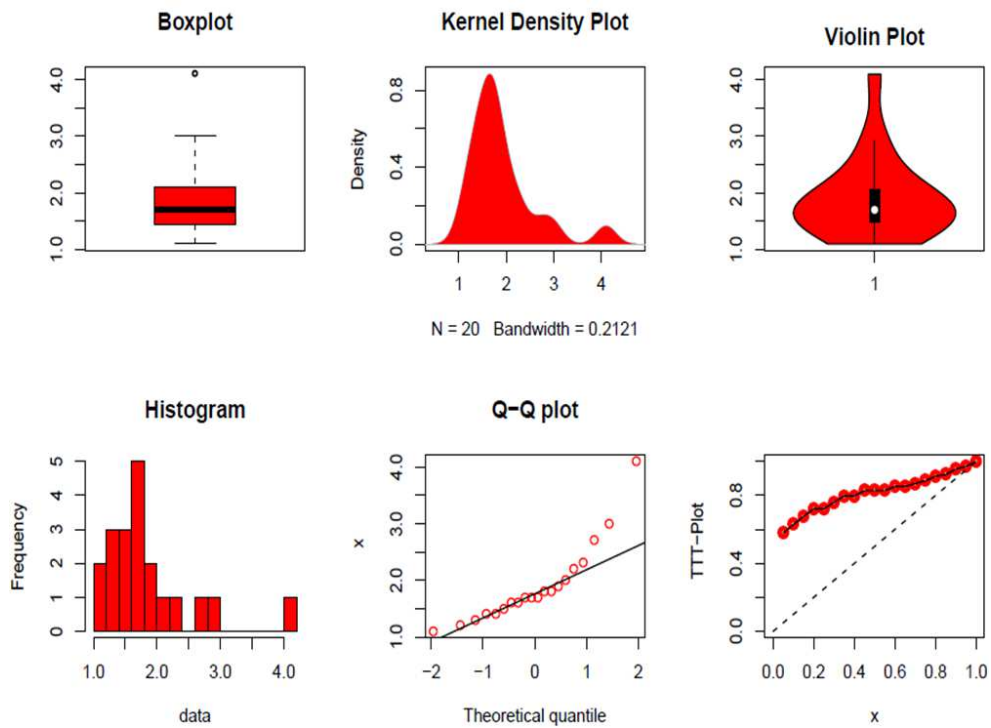 Boxplot
1.0 2.0 3.0 4.0
Kernel Density Plot
Density
0.0 0.4 0.8
1 2 3 4
N = 20 Bandwidth = 0.2121
Violin Plot
1.0 2.0 3.0 4.0
1
Histogram
Frequency
0 1 2 3 4 5
1.0 2.0 3.0 4.0
data
Q−Q plot
x
1.0 2.0 3.0 4.0
−2 −1 0 1 2
Theoretical quantile
TTT−Plot
0.0 0.4 0.8
0.0 0.2 0.4 0.6 0.8 1.0
x